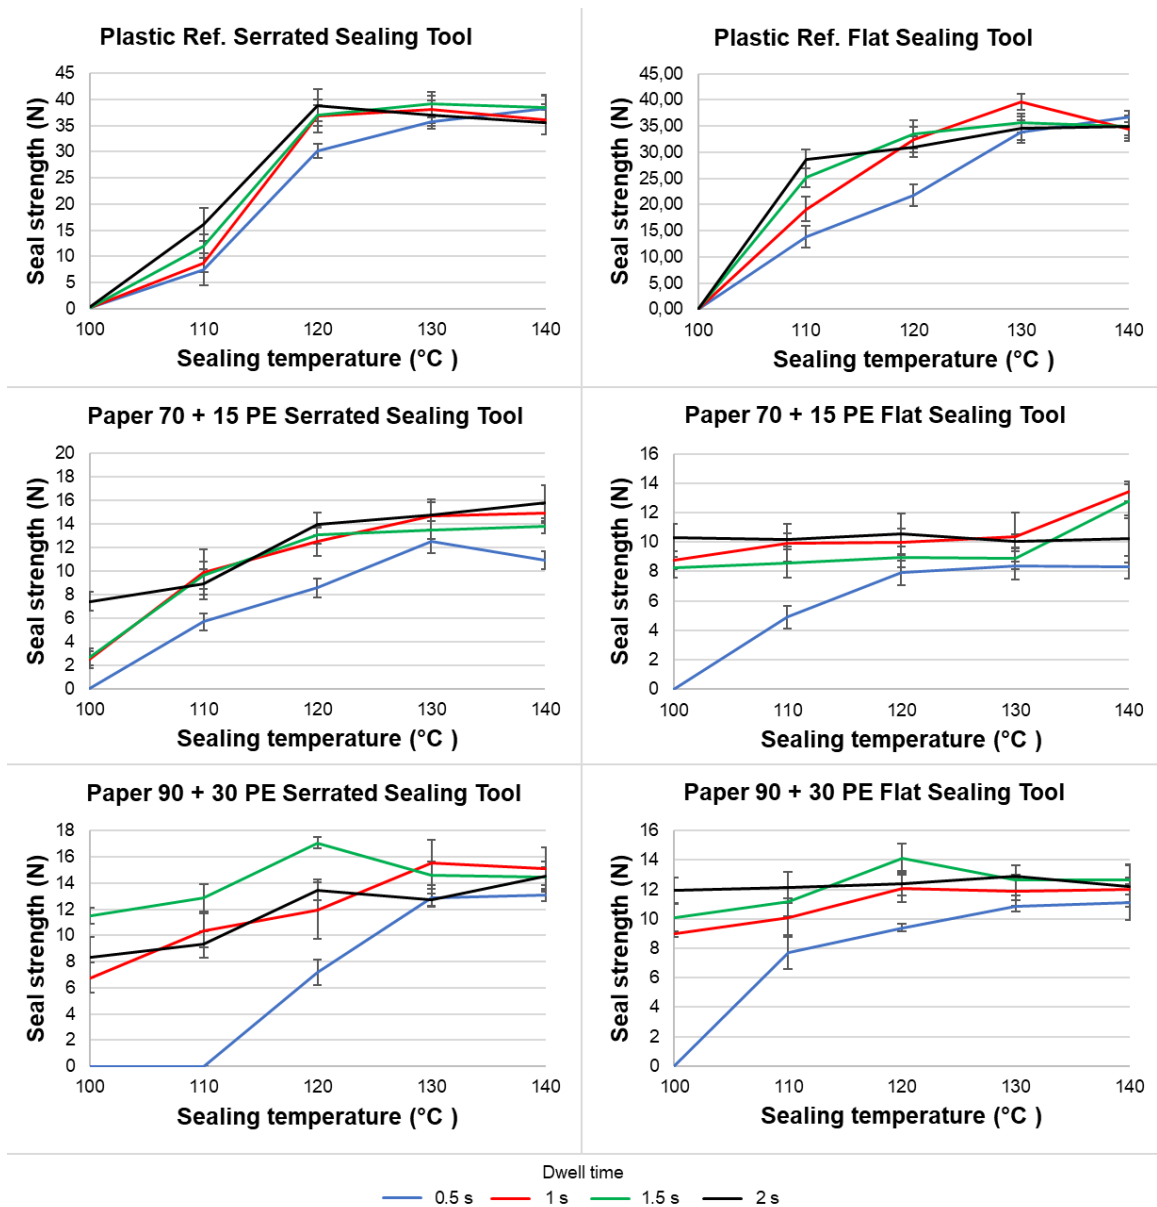 Plastic Ref. Serrated Sealing Tool
Seal strength (N)
45
40
35
30
25
20
15
10
5
0
100 110 120 130 140
Sealing temperature (°C )
Plastic Ref. Flat Sealing Tool
Seal strength (N)
45,00
40,00
35,00
30,00
25,00
20,00
15,00
10,00
5,00
0,00
100 110 120 130 140
Sealing temperature (°C )
Paper 70 + 15 PE Serrated Sealing Tool
Seal strength (N)
20
18
16
14
12
10
8
6
4
2
0
100 110 120 130 140
Sealing temperature (°C )
Paper 70 + 15 PE Flat Sealing Tool
Seal strength (N)
16
14
12
10
8
6
4
2
0
100 110 120 130 140
Sealing temperature (°C )
Paper 90 + 30 PE Serrated Sealing Tool
Seal strength (N)
18
16
14
12
10
8
6
4
2
0
100 110 120 130 140
Sealing temperature (°C )
Paper 90 + 30 PE Flat Sealing Tool
Seal strength (N)
16
14
12
10
8
6
4
2
0
100 110 120 130 140
Sealing temperature (°C )
Dwell time
0.5 s 1 s 1.5 s 2 s